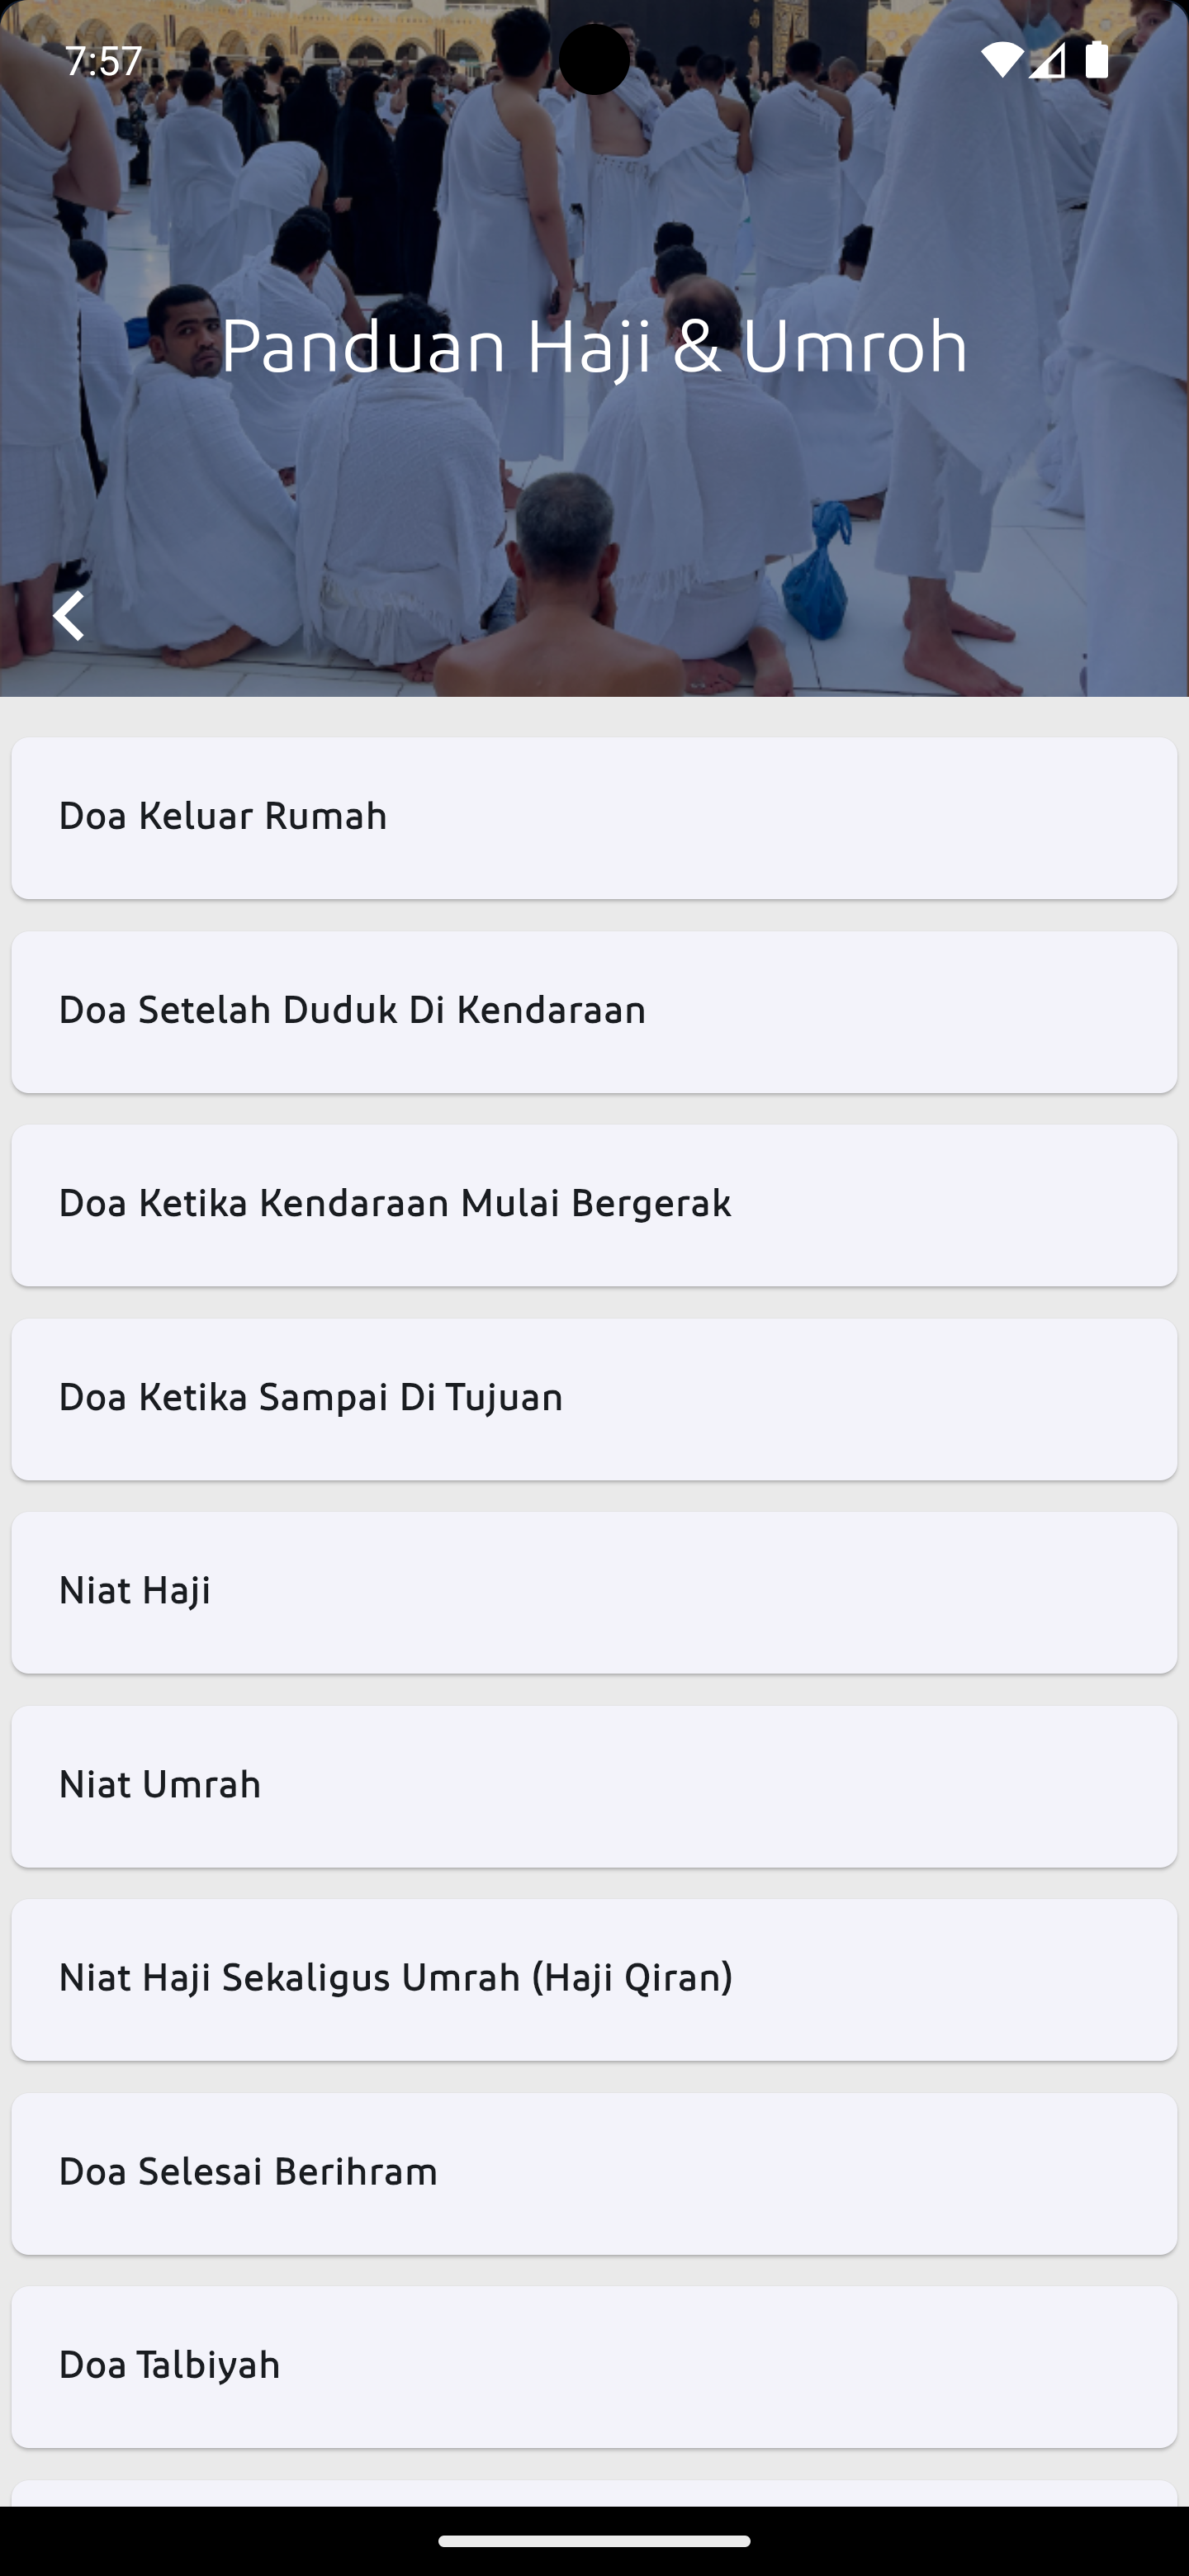 7:57
Panduan Haji & Umroh
Doa Keluar Rumah
Doa Setelah Duduk Di Kendaraan
Doa Ketika Kendaraan Mulai Bergerak
Doa Ketika Sampai Di Tujuan
Niat Haji
Niat Umrah
Niat Haji Sekaligus Umrah (Haji Qiran)
Doa Selesai Berihram
Doa Talbiyah